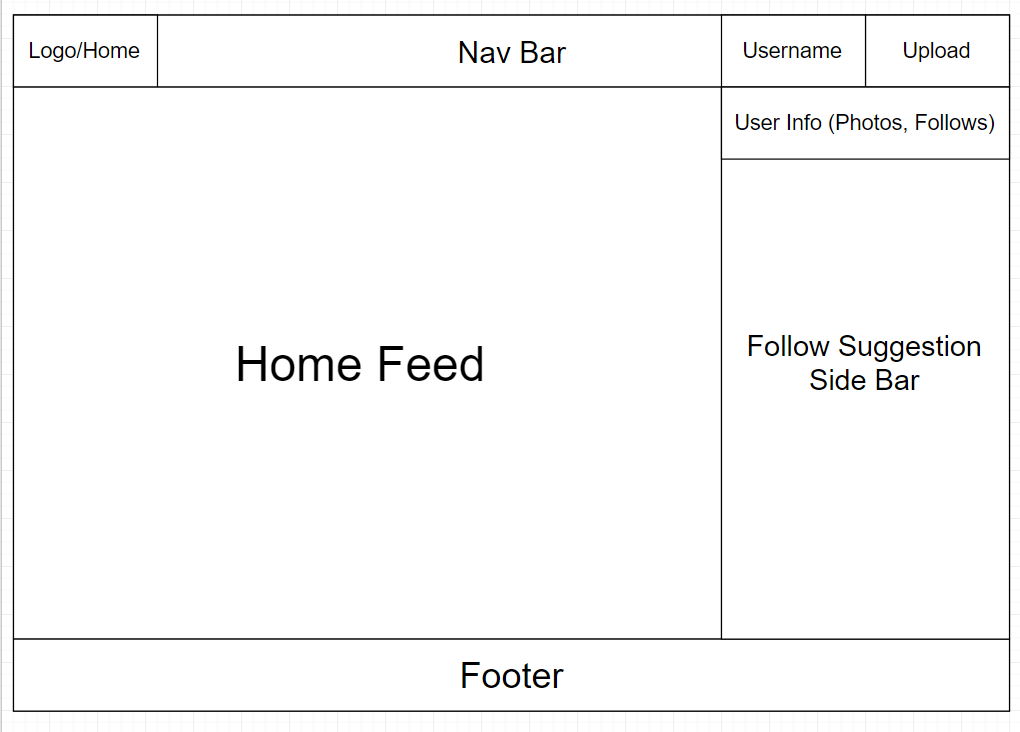 Logo/Home
Nav Bar
Username
Upload
User Info (Photos, Follows)
Home Feed
Follow Suggestion
Side Bar
Footer